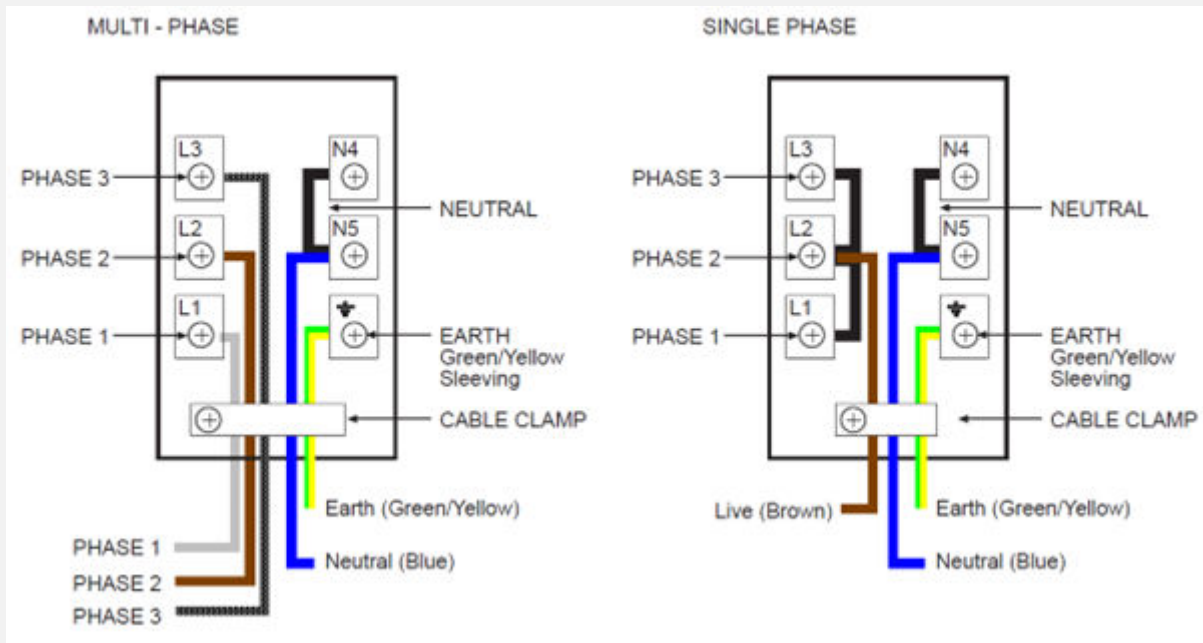 MULTI - PHASE
L3
N4
PHASE 3
NEUTRAL
L2
N5
PHASE 2
L1
PHASE 1
EARTH
Green/Yellow
Sleeving
CABLE CLAMP
Earth (Green/Yellow)
PHASE 1
Neutral (Blue)
PHASE 2
PHASE 3
SINGLE PHASE
L3
N4
PHASE 3
NEUTRAL
L2
N5
PHASE 2
L1
PHASE 1
EARTH
Green/Yellow
Sleeving
CABLE CLAMP
Live (Brown)
Earth (Green/Yellow)
Neutral (Blue)